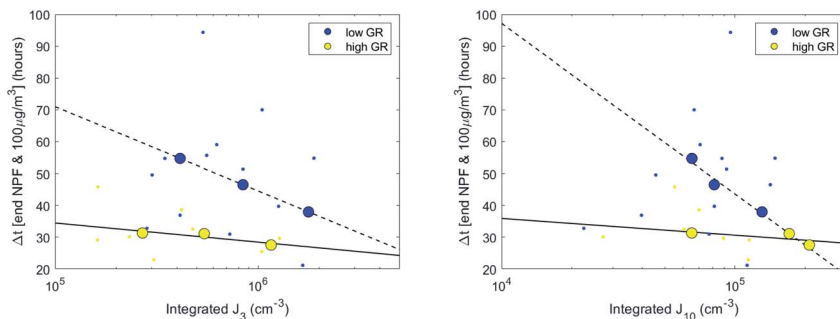 100
90
80
70
60
50
40
30
20
Δt [end NPF & 100μg/m³] (hours)
low GR
high GR
10⁵
10⁶
Integrated J₃ (cm⁻³)
100
90
80
70
60
50
40
30
20
Δt [end NPF & 100μg/m³] (hours)
low GR
high GR
10⁴
10⁵
Integrated J₁₀ (cm⁻³)